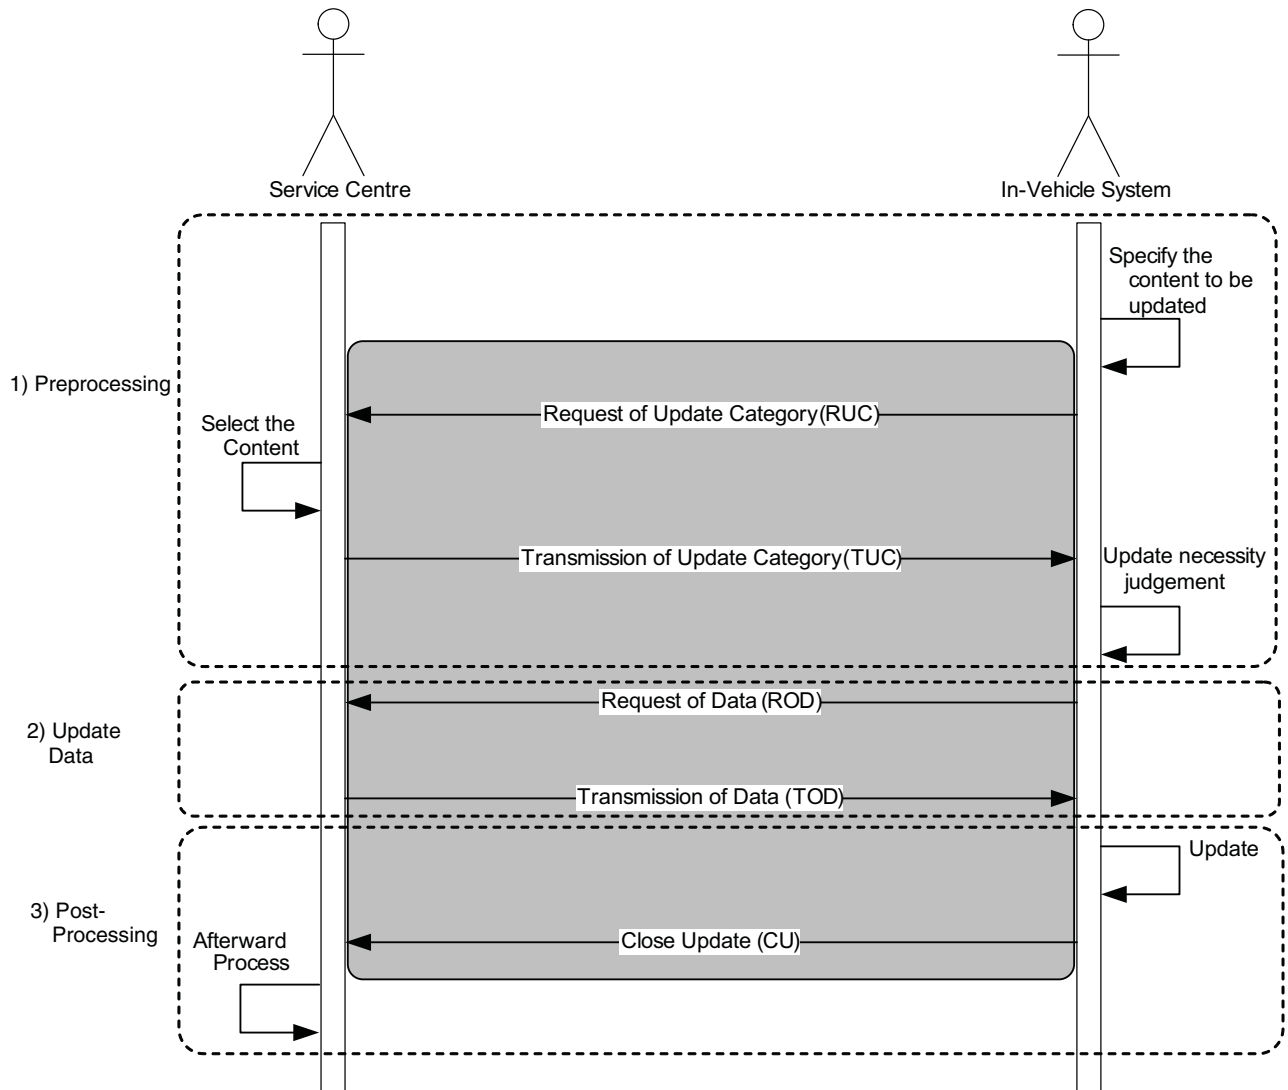 Service Centre
In-Vehicle System
Specify the
content to be
updated
1) Preprocessing
Request of Update Category(RUC)
Select the
Content
Transmission of Update Category(TUC)
Update necessity
judgement
Request of Data (ROD)
2) Update
Data
Transmission of Data (TOD)
Update
3) Post-
Processing
Close Update (CU)
Afterward
Process